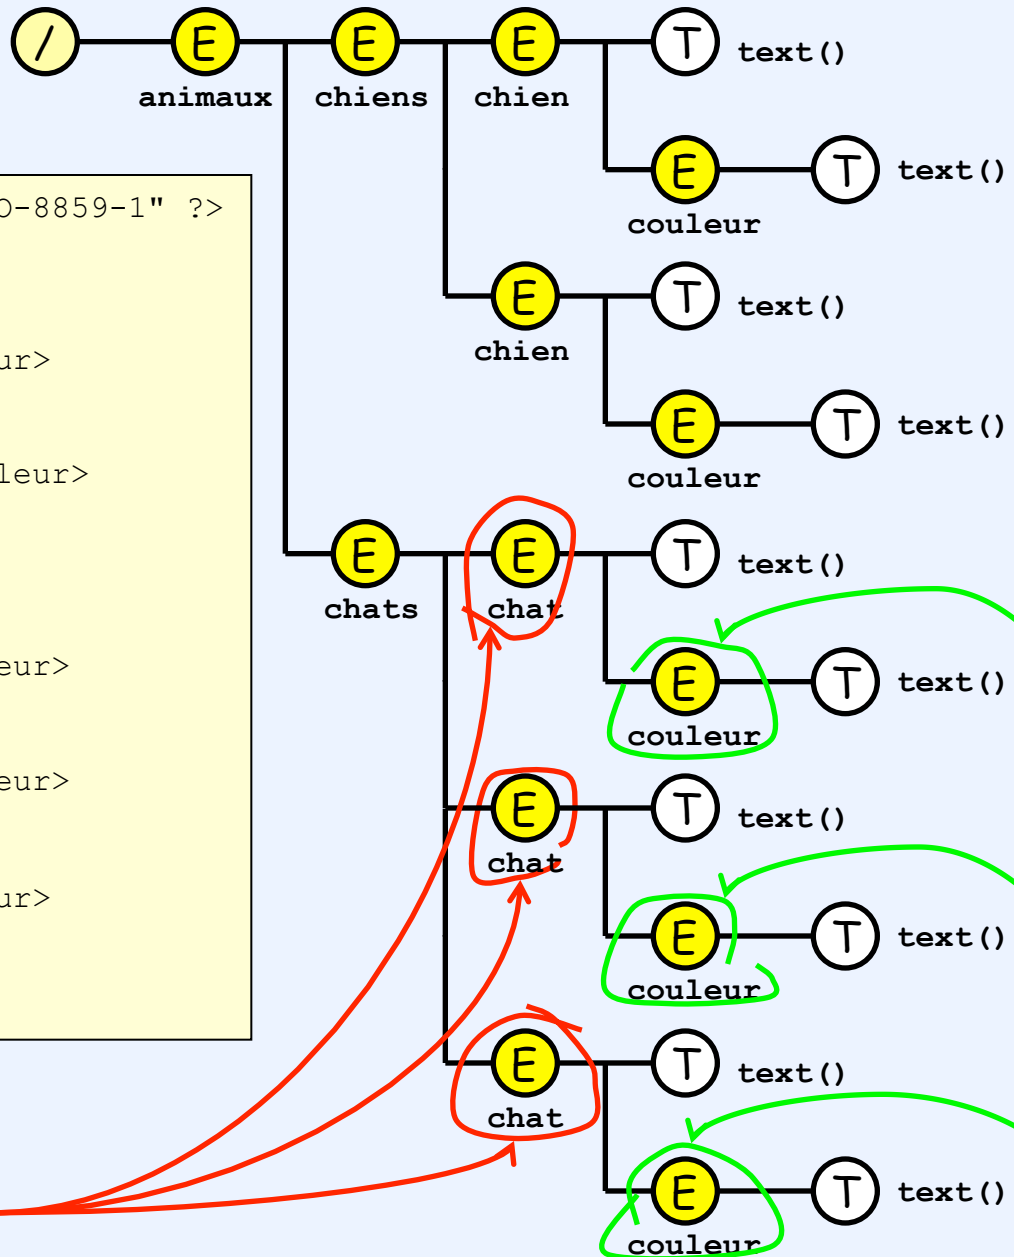 / E E E T text()
animaux chiens chien
E T text()
O-8859-1" ?>
couleur
E T text()
chien
ur>
E T text()
couleur
leur>
E E T text()
chats chat
eur>
E T text()
couleur
eur>
E T text()
chat
ur>
E T text()
couleur
E T text()
chat
E T text()
couleur